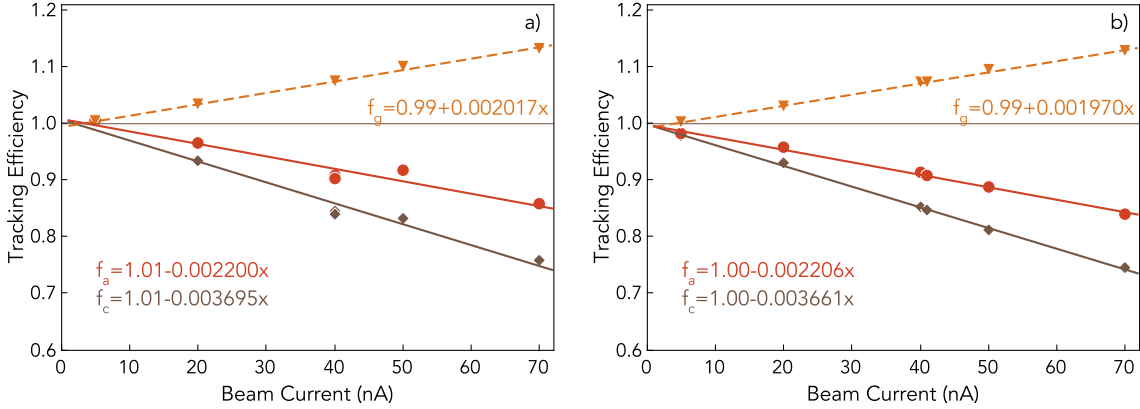 a)
1.2
1.1
1.0
0.9
0.8
0.7
0.6
Tracking Efficiency
f_g=0.99+0.002017x
f_a=1.01-0.002200x
f_c=1.01-0.003695x
0 10 20 30 40 50 60 70
Beam Current (nA)
b)
1.2
1.1
1.0
0.9
0.8
0.7
0.6
Tracking Efficiency
f_g=0.99+0.001970x
f_a=1.00-0.002206x
f_c=1.00-0.003661x
0 10 20 30 40 50 60 70
Beam Current (nA)